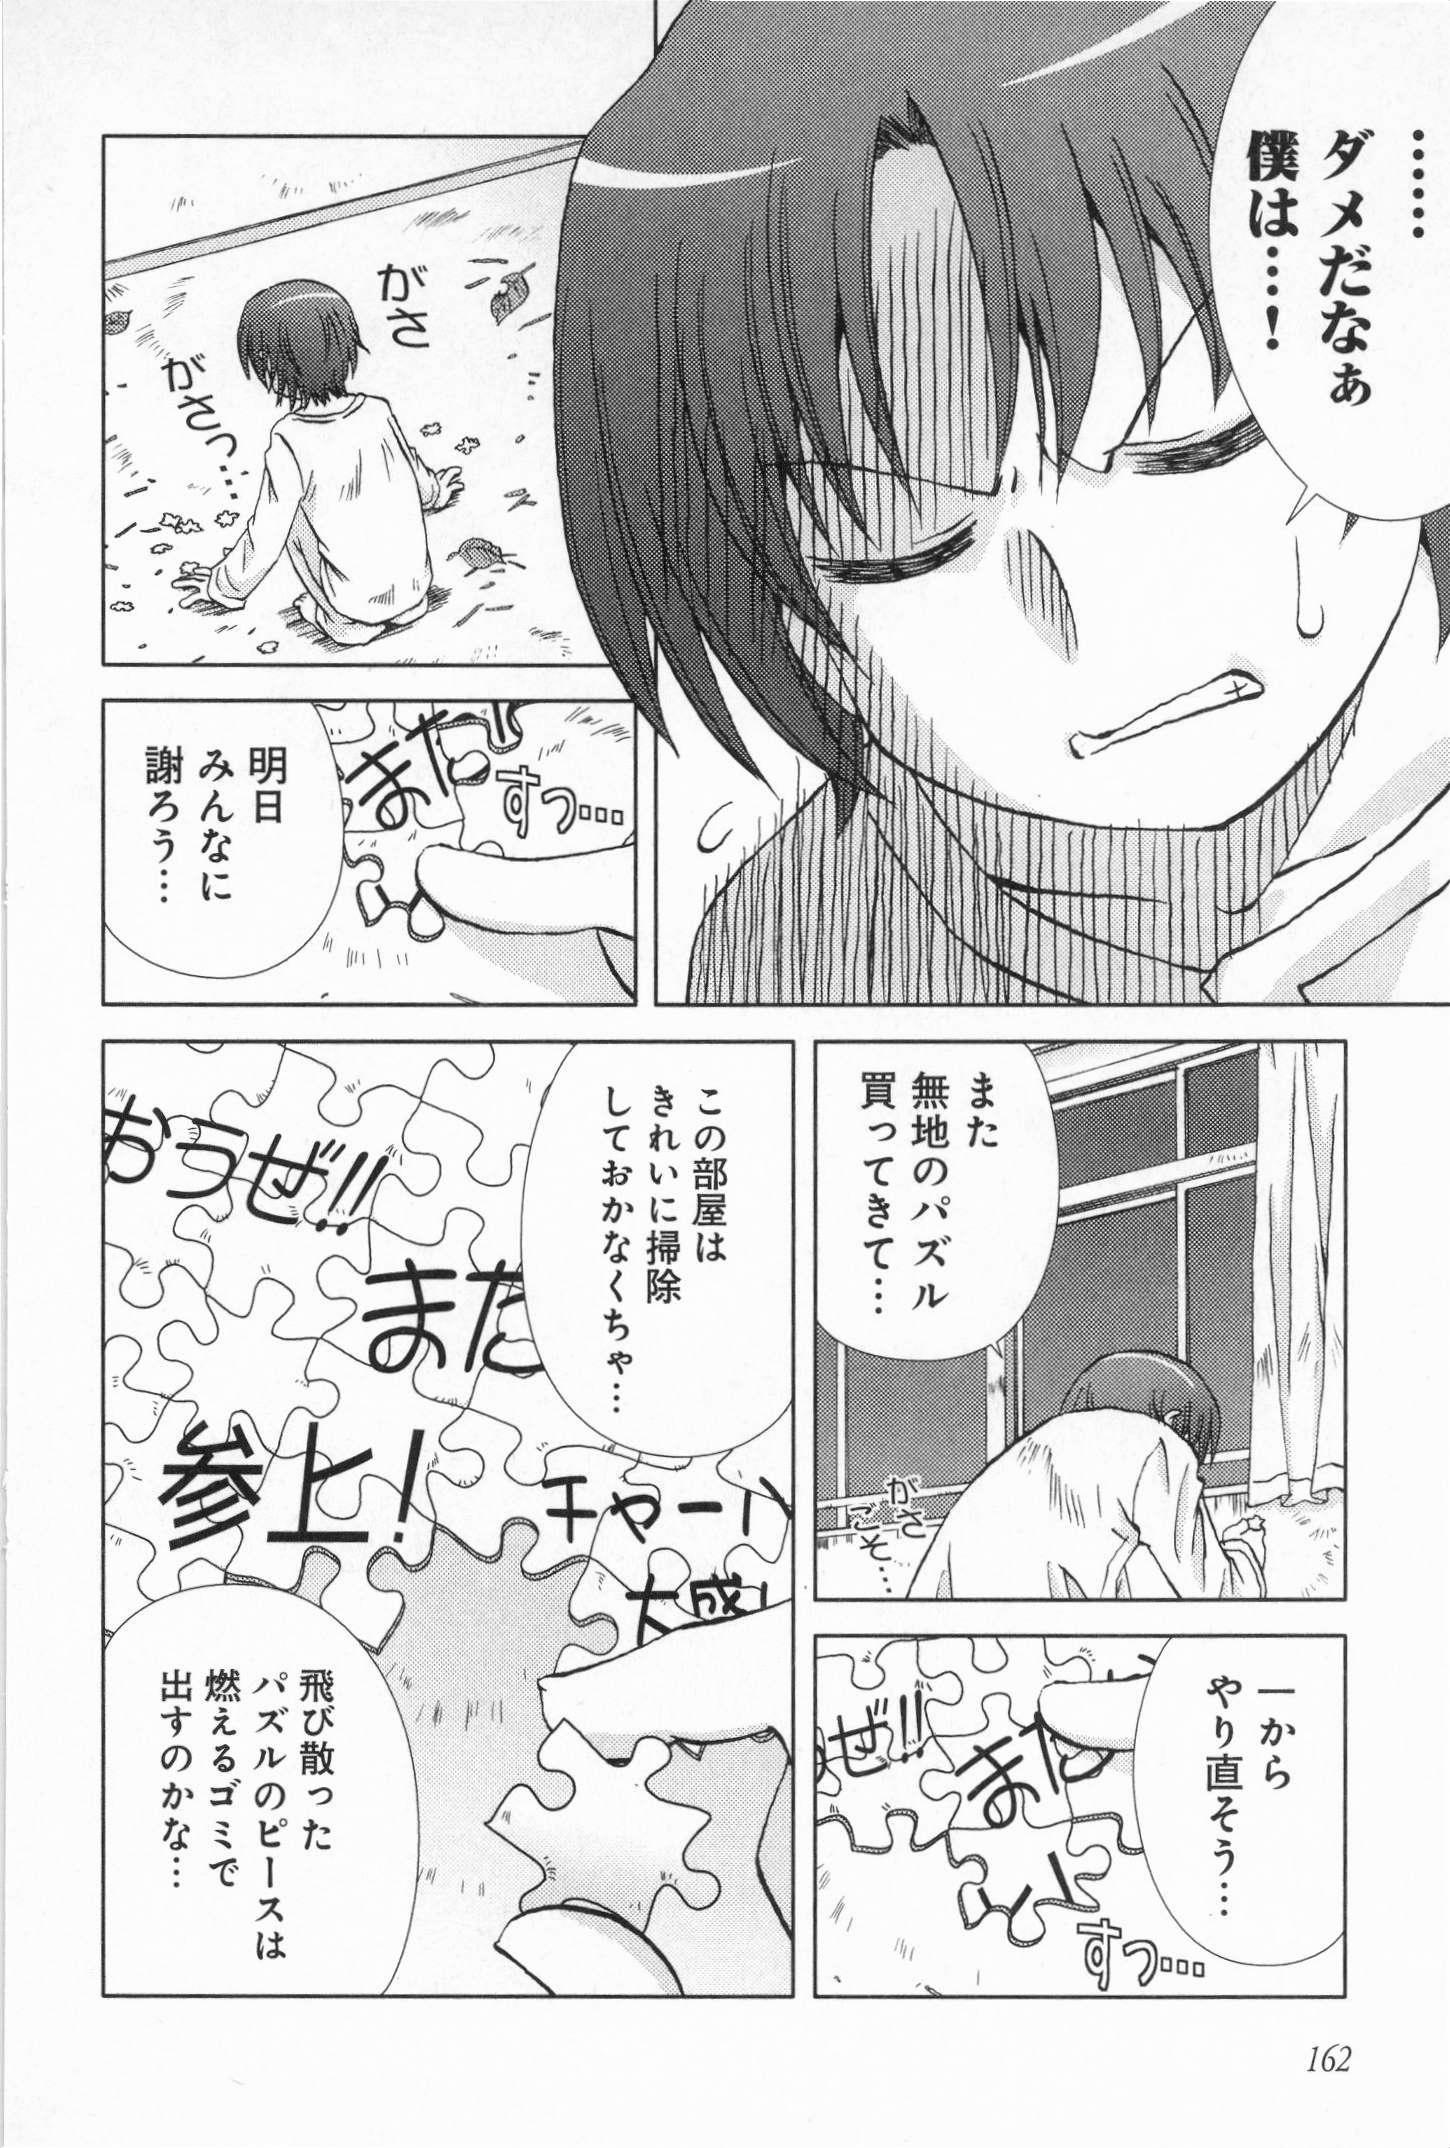 ……
ダメだなぁ
僕は…！
がさ
がさっ…
また
すっ…
明日
みんなに
謝ろう…
また
無地のパズル
買ってきて…
がさ
ごそ…
一から
やり直そう…
うぜ!!
また
すっ…
この部屋は
きれいに掃除
しておかなくちゃ…
おうぜ!!
また
参上！
チャーハ
大成
飛び散った
パズルのピースは
燃えるゴミで
出すのかな…
162